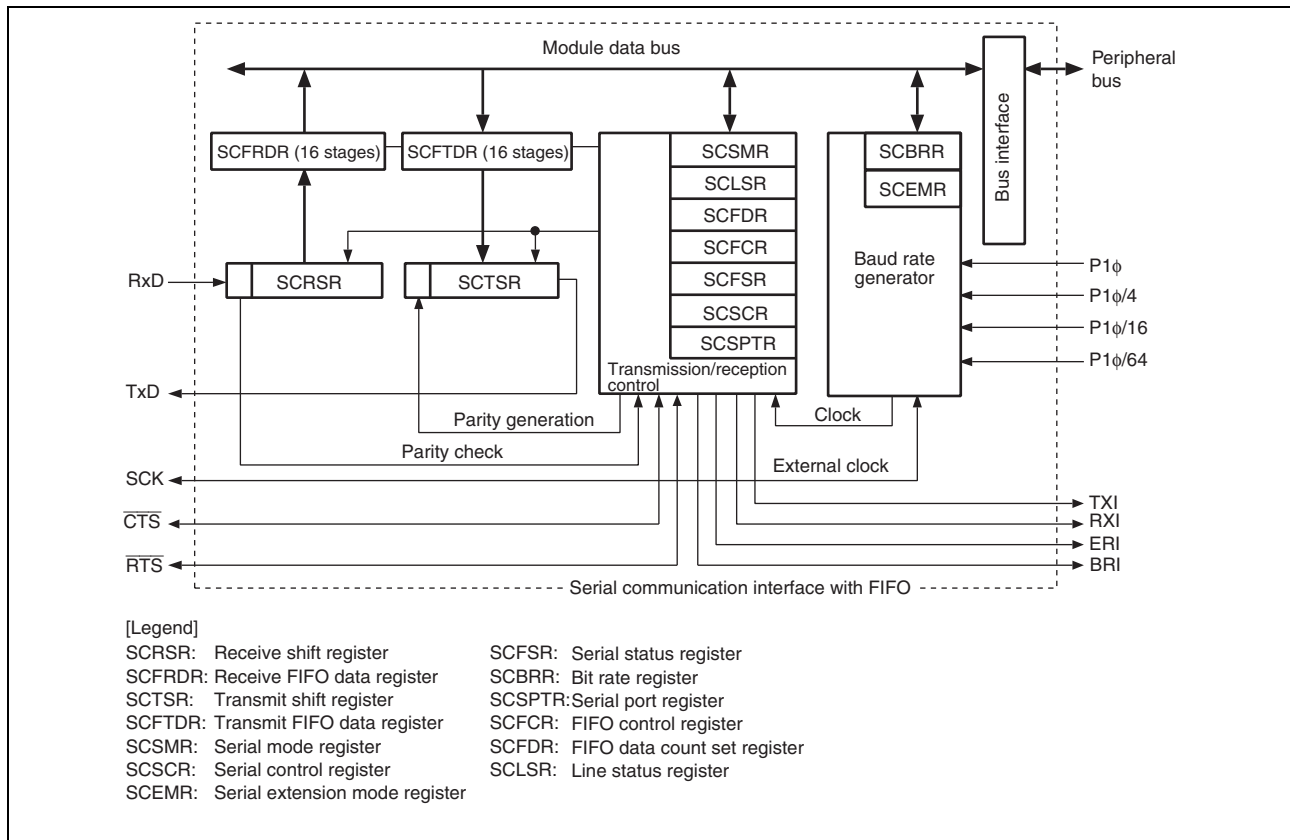 Module data bus
Peripheral
bus
Bus interface
SCFRDR (16 stages)
SCFTDR (16 stages)
SCSMR
SCLSR
SCFDR
SCFCR
SCFSR
SCSCR
SCSPTR
Transmission/reception
control
SCBRR
SCEMR
Baud rate
generator
RxD
SCRSR
SCTSR
P1ϕ
P1ϕ/4
P1ϕ/16
P1ϕ/64
TxD
Parity generation
Clock
Parity check
External clock
SCK
CTS
RTS
TXI
RXI
ERI
BRI
Serial communication interface with FIFO
[Legend]
SCRSR: Receive shift register
SCFRDR: Receive FIFO data register
SCTSR: Transmit shift register
SCFTDR: Transmit FIFO data register
SCSMR: Serial mode register
SCSCR: Serial control register
SCEMR: Serial extension mode register
SCFSR: Serial status register
SCBRR: Bit rate register
SCSPTR:Serial port register
SCFCR: FIFO control register
SCFDR: FIFO data count set register
SCLSR: Line status register